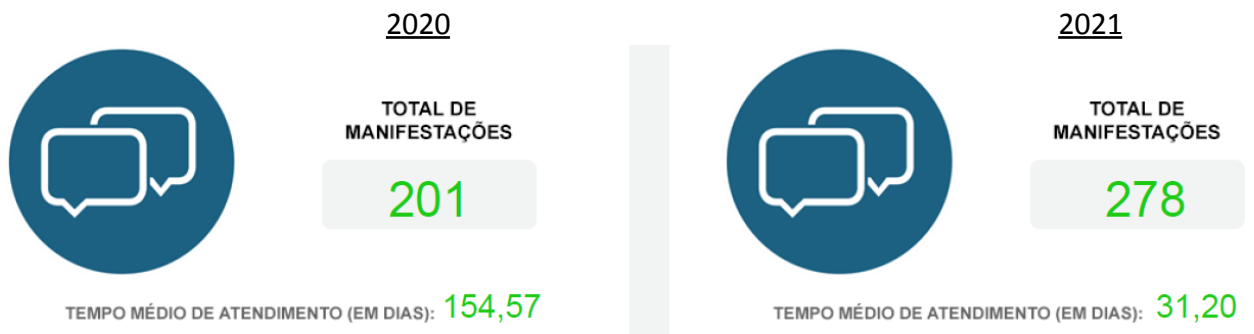 2020
TOTAL DE
MANIFESTAÇÕES
201
TEMPO MÉDIO DE ATENDIMENTO (EM DIAS): 154,57
2021
TOTAL DE
MANIFESTAÇÕES
278
TEMPO MÉDIO DE ATENDIMENTO (EM DIAS): 31,20